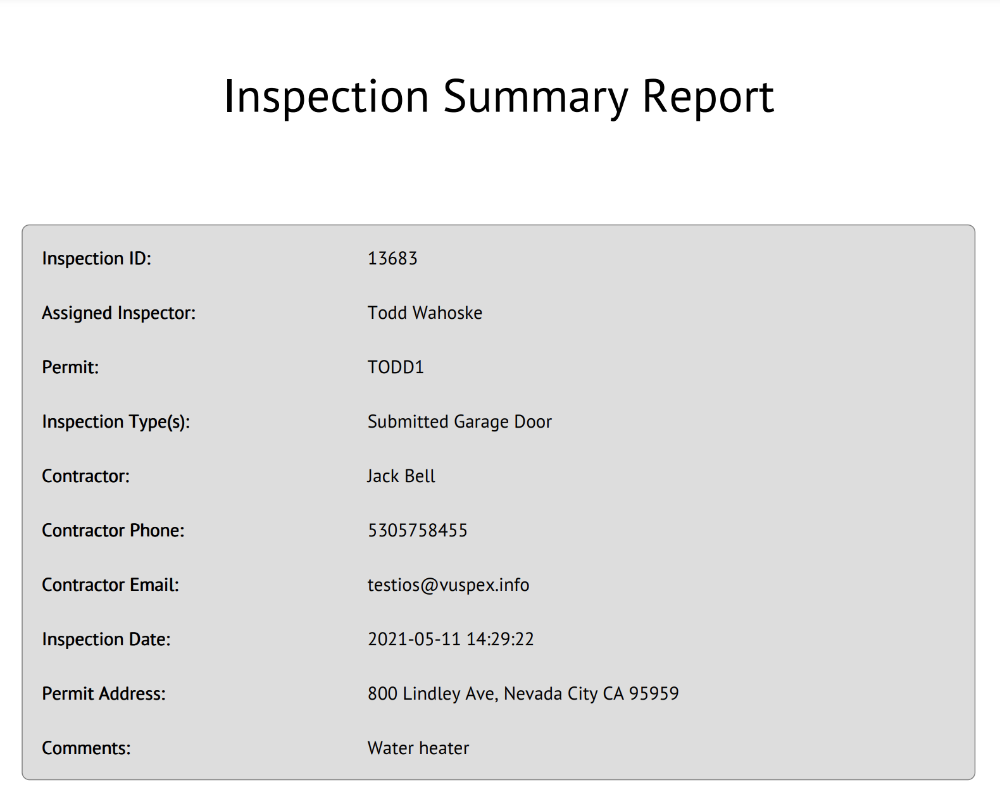 Inspection Summary Report
Inspection ID: 13683
Assigned Inspector: Todd Wahoske
Permit: TODD1
Inspection Type(s): Submitted Garage Door
Contractor: Jack Bell
Contractor Phone: 5305758455
Contractor Email: testios@vuspex.info
Inspection Date: 2021-05-11 14:29:22
Permit Address: 800 Lindley Ave, Nevada City CA 95959
Comments: Water heater